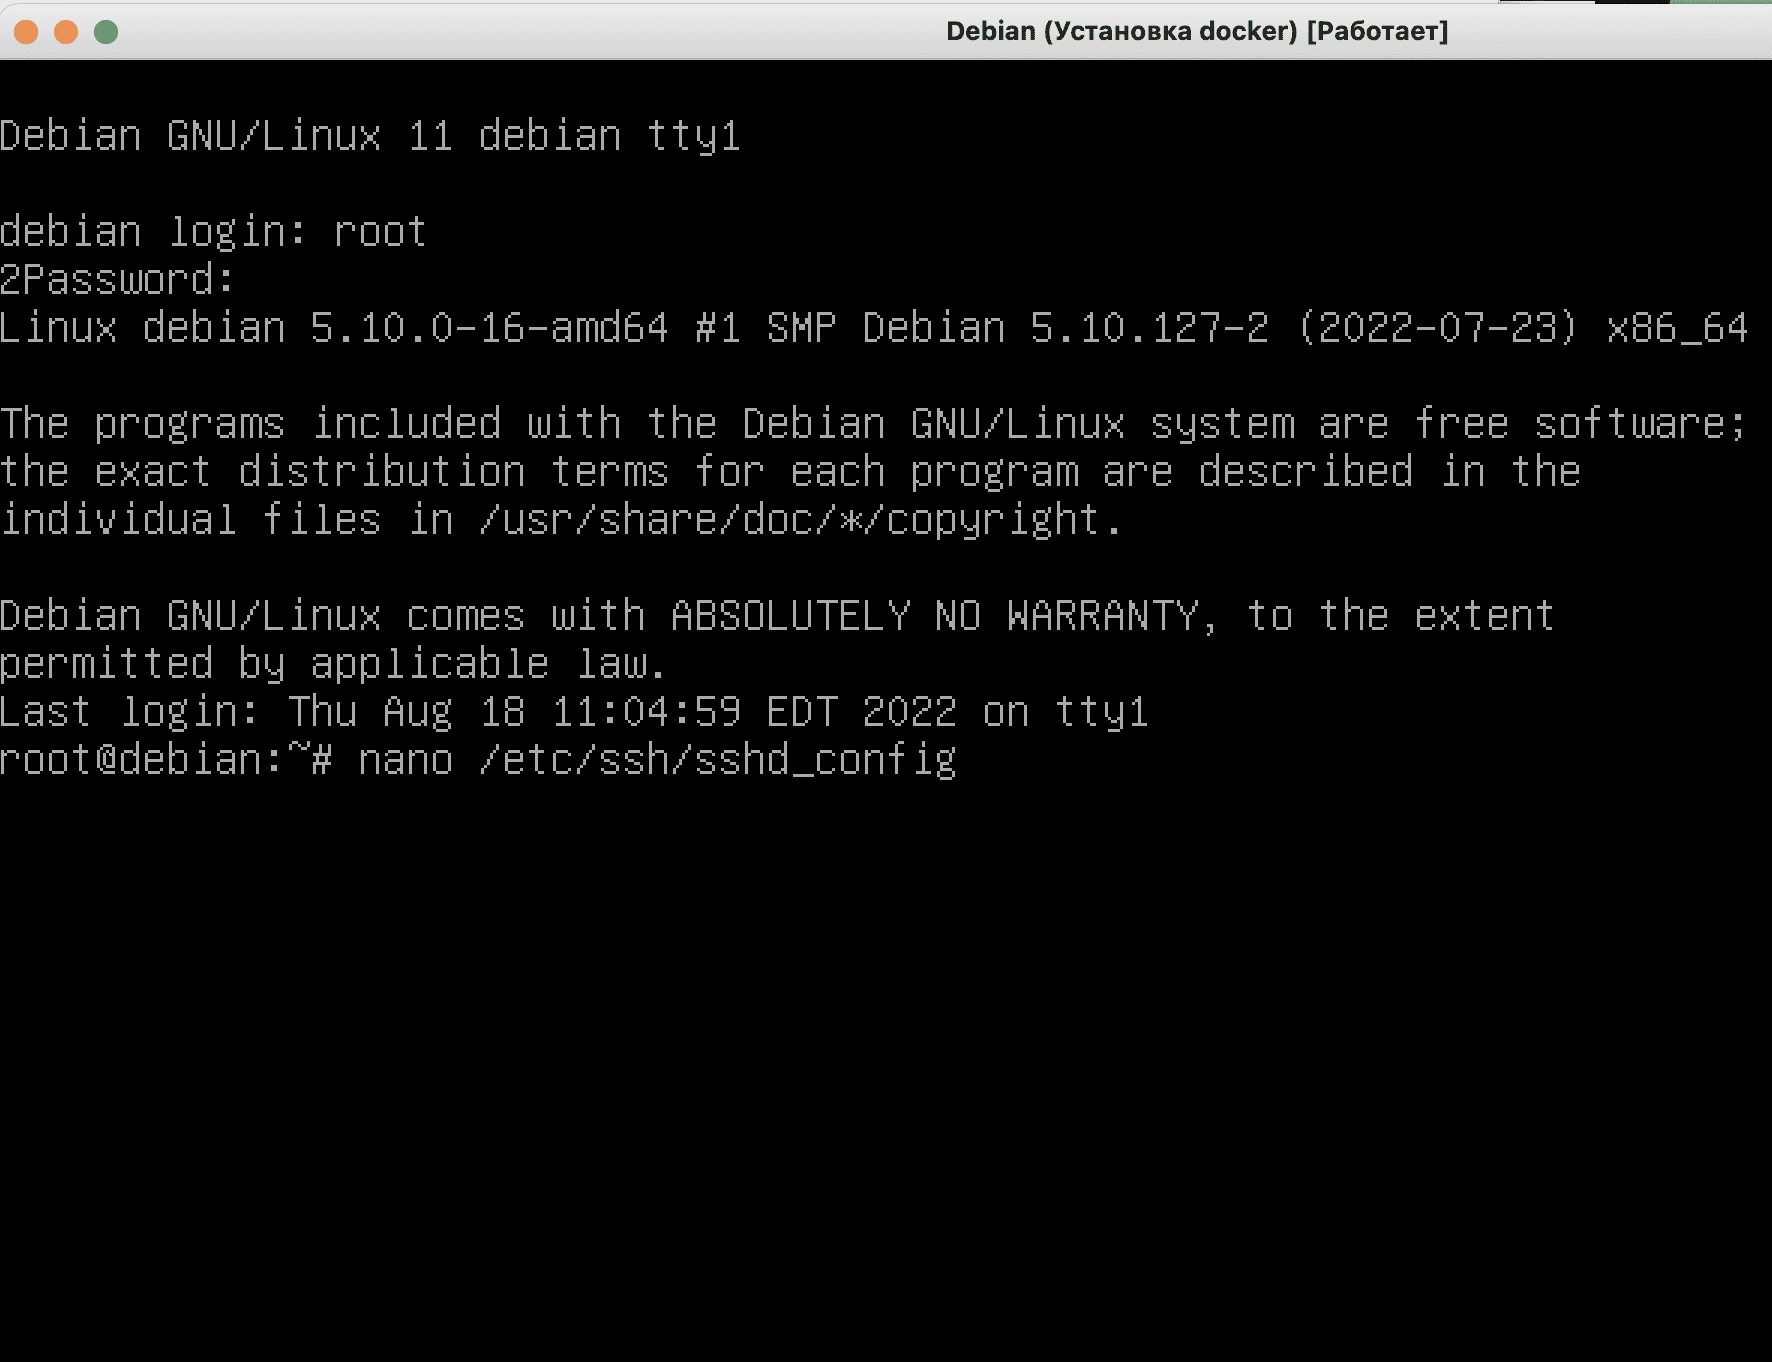 Debian (Установка docker) [Работает]
Debian GNU/Linux 11 debian tty1
debian login: root
2Password:
Linux debian 5.10.0-16-amd64 #1 SMP Debian 5.10.127-2 (2022-07-23) x86_64
The programs included with the Debian GNU/Linux system are free software;
the exact distribution terms for each program are described in the
individual files in /usr/share/doc/*/copyright.
Debian GNU/Linux comes with ABSOLUTELY NO WARRANTY, to the extent
permitted by applicable law.
Last login: Thu Aug 18 11:04:59 EDT 2022 on tty1
root@debian:~# nano /etc/ssh/sshd_config